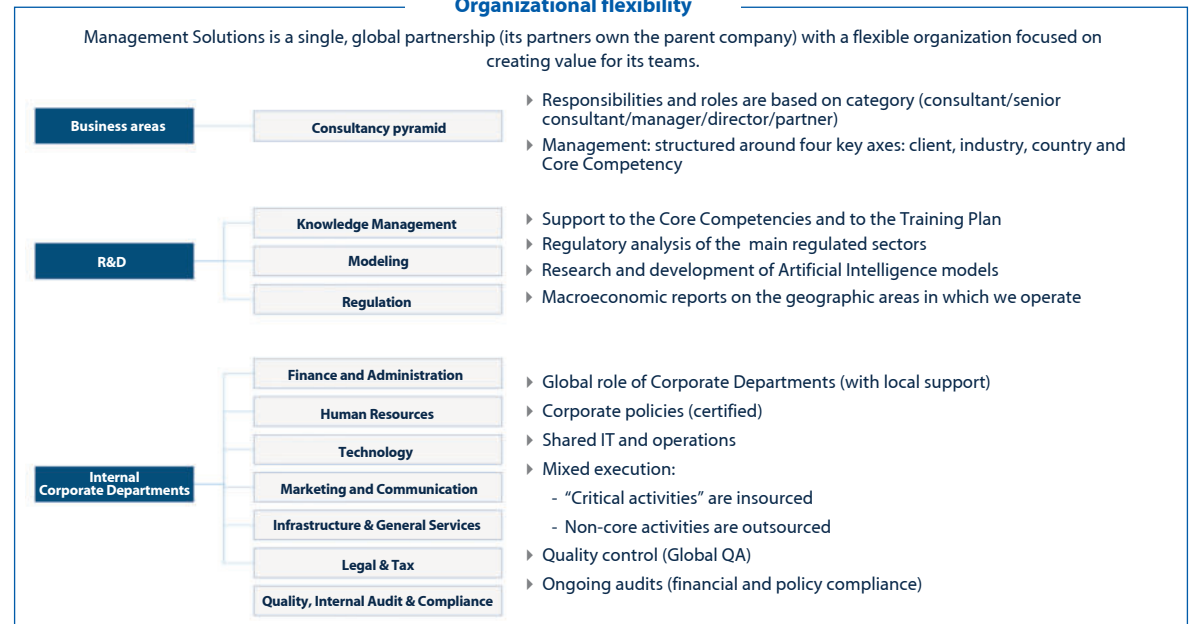 Organizational flexibility
Management Solutions is a single, global partnership (its partners own the parent company) with a flexible organization focused on
creating value for its teams.
Business areas
Consultancy pyramid
Responsibilities and roles are based on category (consultant/senior
consultant/manager/director/partner)
Management: structured around four key axes: client, industry, country and
Core Competency
R&D
Knowledge Management
Modeling
Regulation
Support to the Core Competencies and to the Training Plan
Regulatory analysis of the main regulated sectors
Research and development of Artificial Intelligence models
Macroeconomic reports on the geographic areas in which we operate
Internal
Corporate Departments
Finance and Administration
Human Resources
Technology
Marketing and Communication
Infrastructure & General Services
Legal & Tax
Quality, Internal Audit & Compliance
Global role of Corporate Departments (with local support)
Corporate policies (certified)
Shared IT and operations
Mixed execution:
- “Critical activities” are insourced
- Non-core activities are outsourced
Quality control (Global QA)
Ongoing audits (financial and policy compliance)